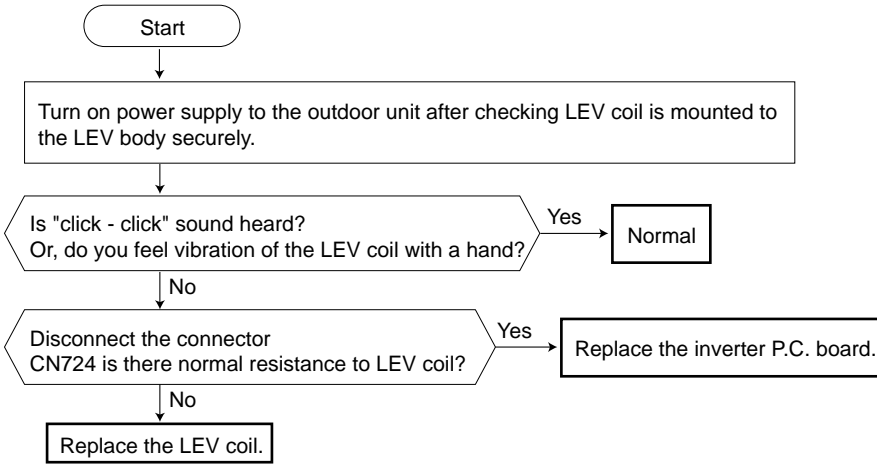 Start
Turn on power supply to the outdoor unit after checking LEV coil is mounted to
the LEV body securely.
Is "click - click" sound heard?
Or, do you feel vibration of the LEV coil with a hand?
Yes
Normal
No
Disconnect the connector
CN724 is there normal resistance to LEV coil?
Yes
Replace the inverter P.C. board.
No
Replace the LEV coil.